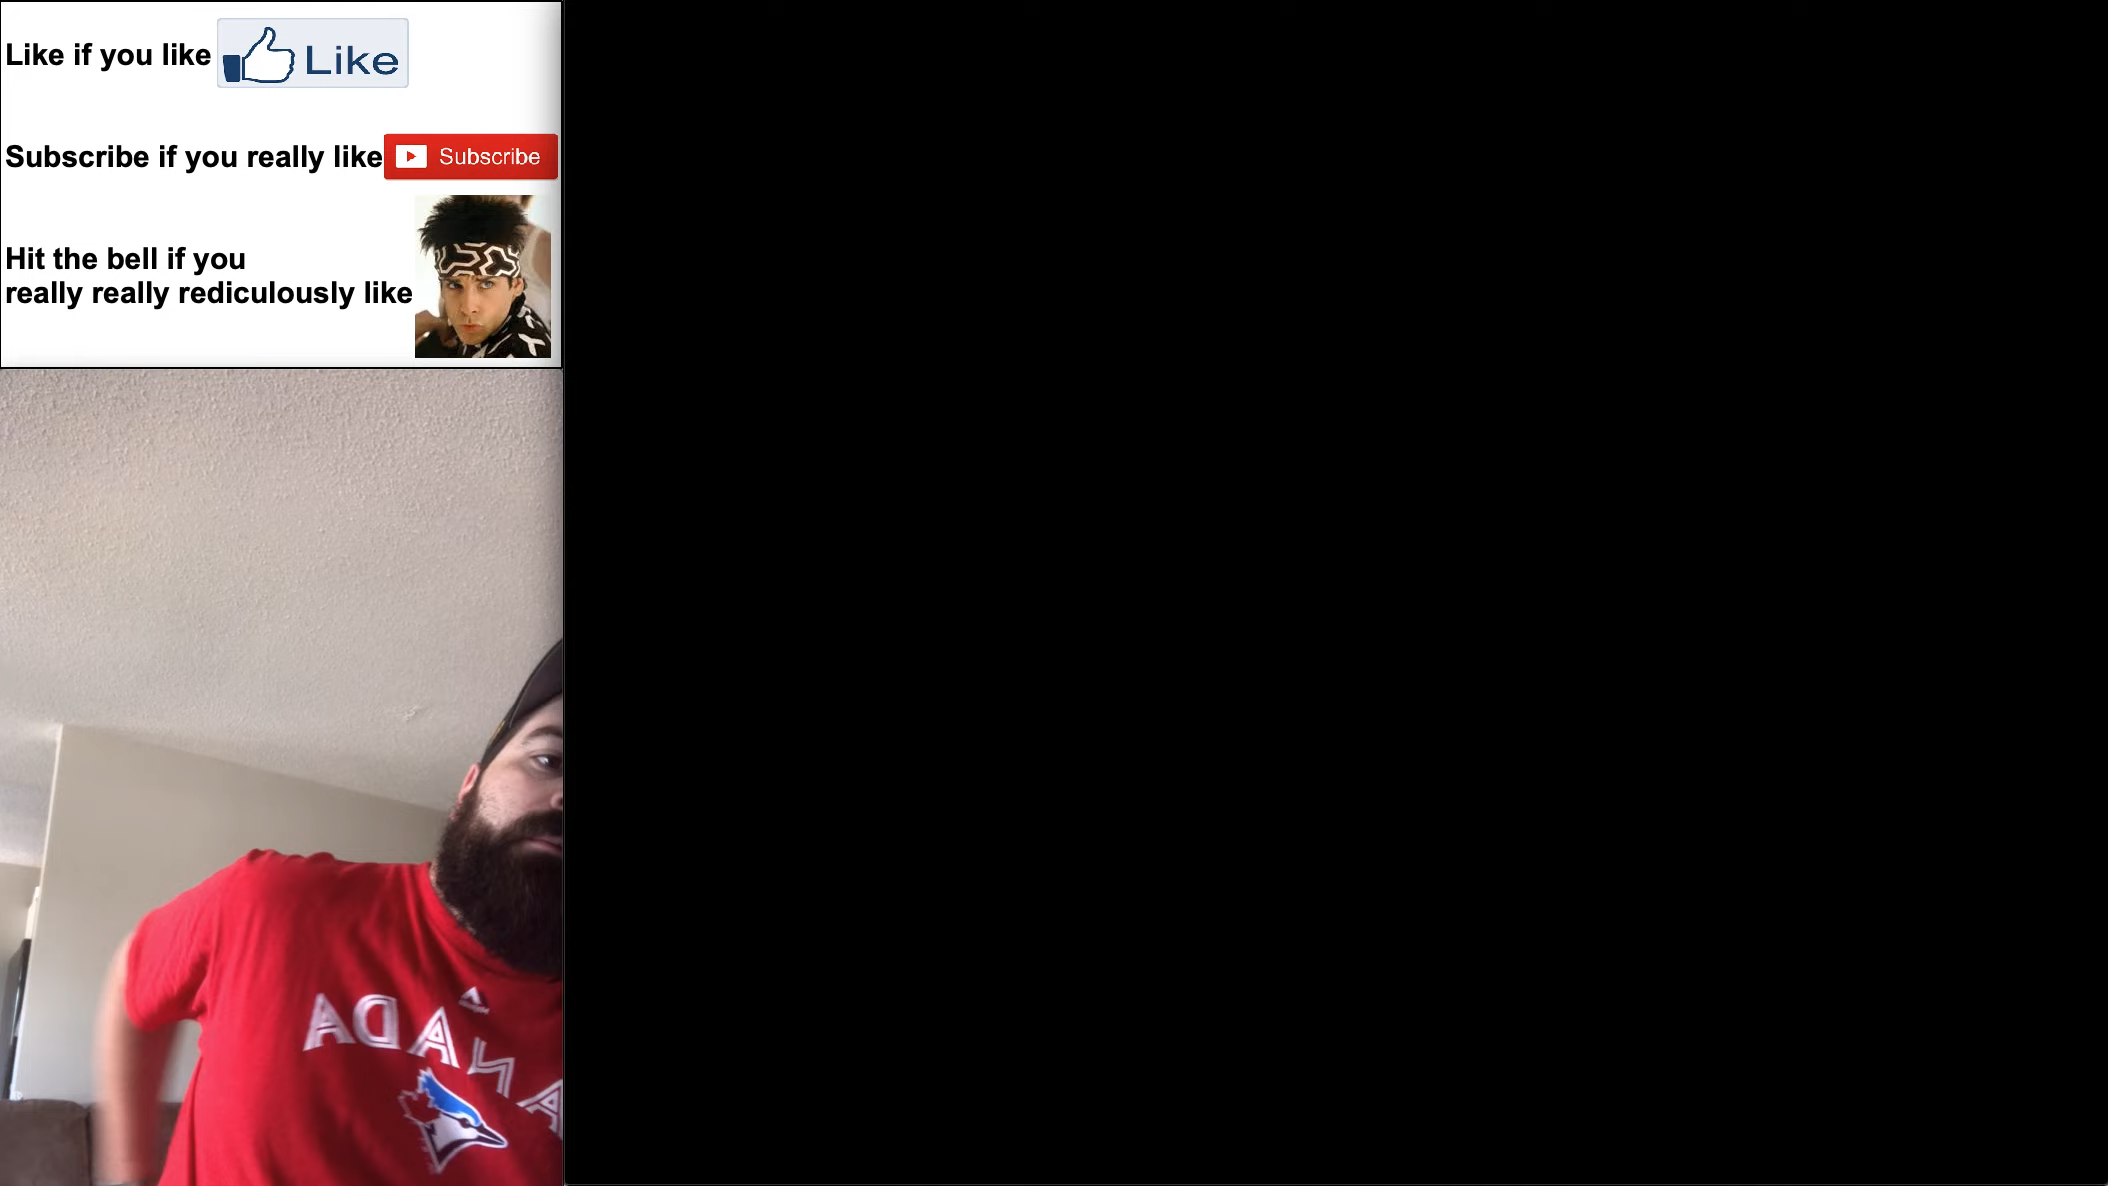 Like if you like
Like
Subscribe if you really like
Subscribe
Hit the bell if you
really really rediculously like
CANADA